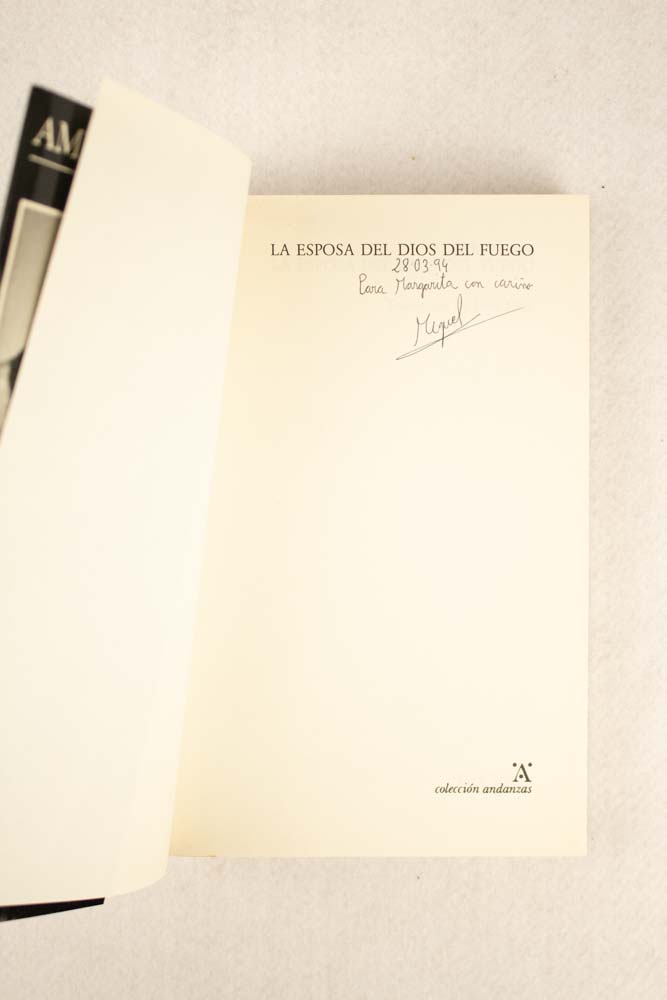 AM
LA ESPOSA DEL DIOS DEL FUEGO
28·03·94
Para Margarita con cariño
Miguel
Ä
colección andanzas